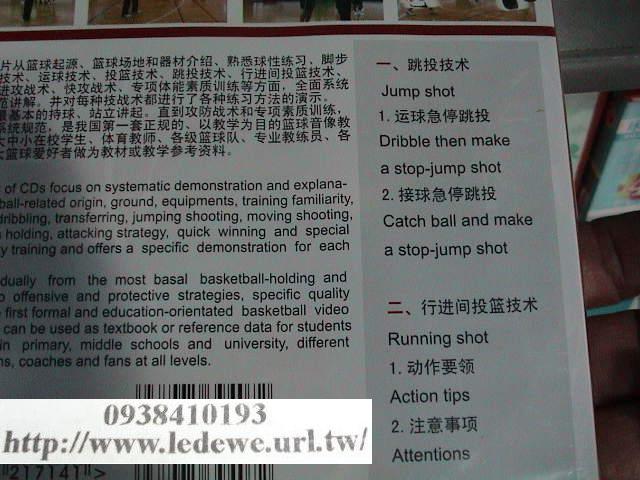 片从篮球起源、篮球场地和器材介绍、熟悉球性练习、脚步
技术、运球技术、投篮技术、跳投技术、行进间投篮技术、
进攻战术、快攻战术、专项体能素质训练等方面，全面系统
范讲解。并对每种技战术都进行了各种练习方法的演示。
最基本的持球、站立讲起。直到攻防战术和专项素质训练，
系统规范，是我国第一套正规的、以教学为目的篮球音像教
大中小在校学生、体育教师、各级篮球队、专业教练员、各
大篮球爱好者做为教材或教学参考资料。
of CDs focus on systematic demonstration and explana-
ball-related origin, ground, equipments, training familiarity,
dribbling, transferring, jumping shooting, moving shooting,
holding, attacking strategy, quick winning and special
y training and offers a specific demonstration for each
dually from the most basal basketball-holding and
o offensive and protective strategies, specific quality
first formal and education-orientated basketball video
can be used as textbook or reference data for students
in primary, middle schools and university, different
ns, coaches and fans at all levels.
一、跳投技术
Jump shot
1. 运球急停跳投
Dribble then make
a stop-jump shot
2. 接球急停跳投
Catch ball and make
a stop-jump shot
二、行进间投篮技术
Running shot
1. 动作要领
Action tips
2. 注意事项
Attentions
0938410193
http://www.ledewe.url.tw/
217141">